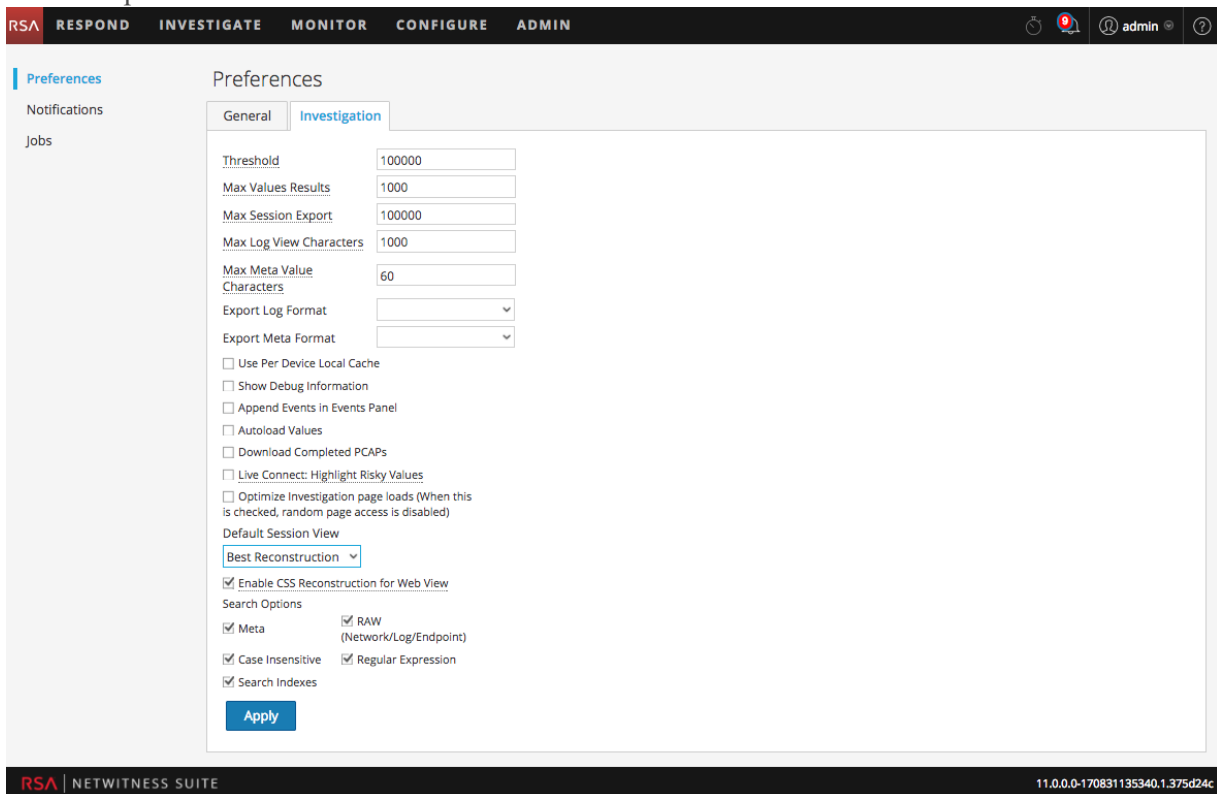 RSA RESPOND INVESTIGATE MONITOR CONFIGURE ADMIN 9 admin ?
Preferences
Notifications
Jobs
Preferences
General Investigation
Threshold 100000
Max Values Results 1000
Max Session Export 100000
Max Log View Characters 1000
Max Meta Value
Characters 60
Export Log Format
Export Meta Format
Use Per Device Local Cache
Show Debug Information
Append Events in Events Panel
Autoload Values
Download Completed PCAPs
Live Connect: Highlight Risky Values
Optimize Investigation page loads (When this
is checked, random page access is disabled)
Default Session View
Best Reconstruction
Enable CSS Reconstruction for Web View
Search Options
Meta RAW
(Network/Log/Endpoint)
Case Insensitive Regular Expression
Search Indexes
Apply
RSA NETWITNESS SUITE 11.0.0.0-170831135340.1.375d24c